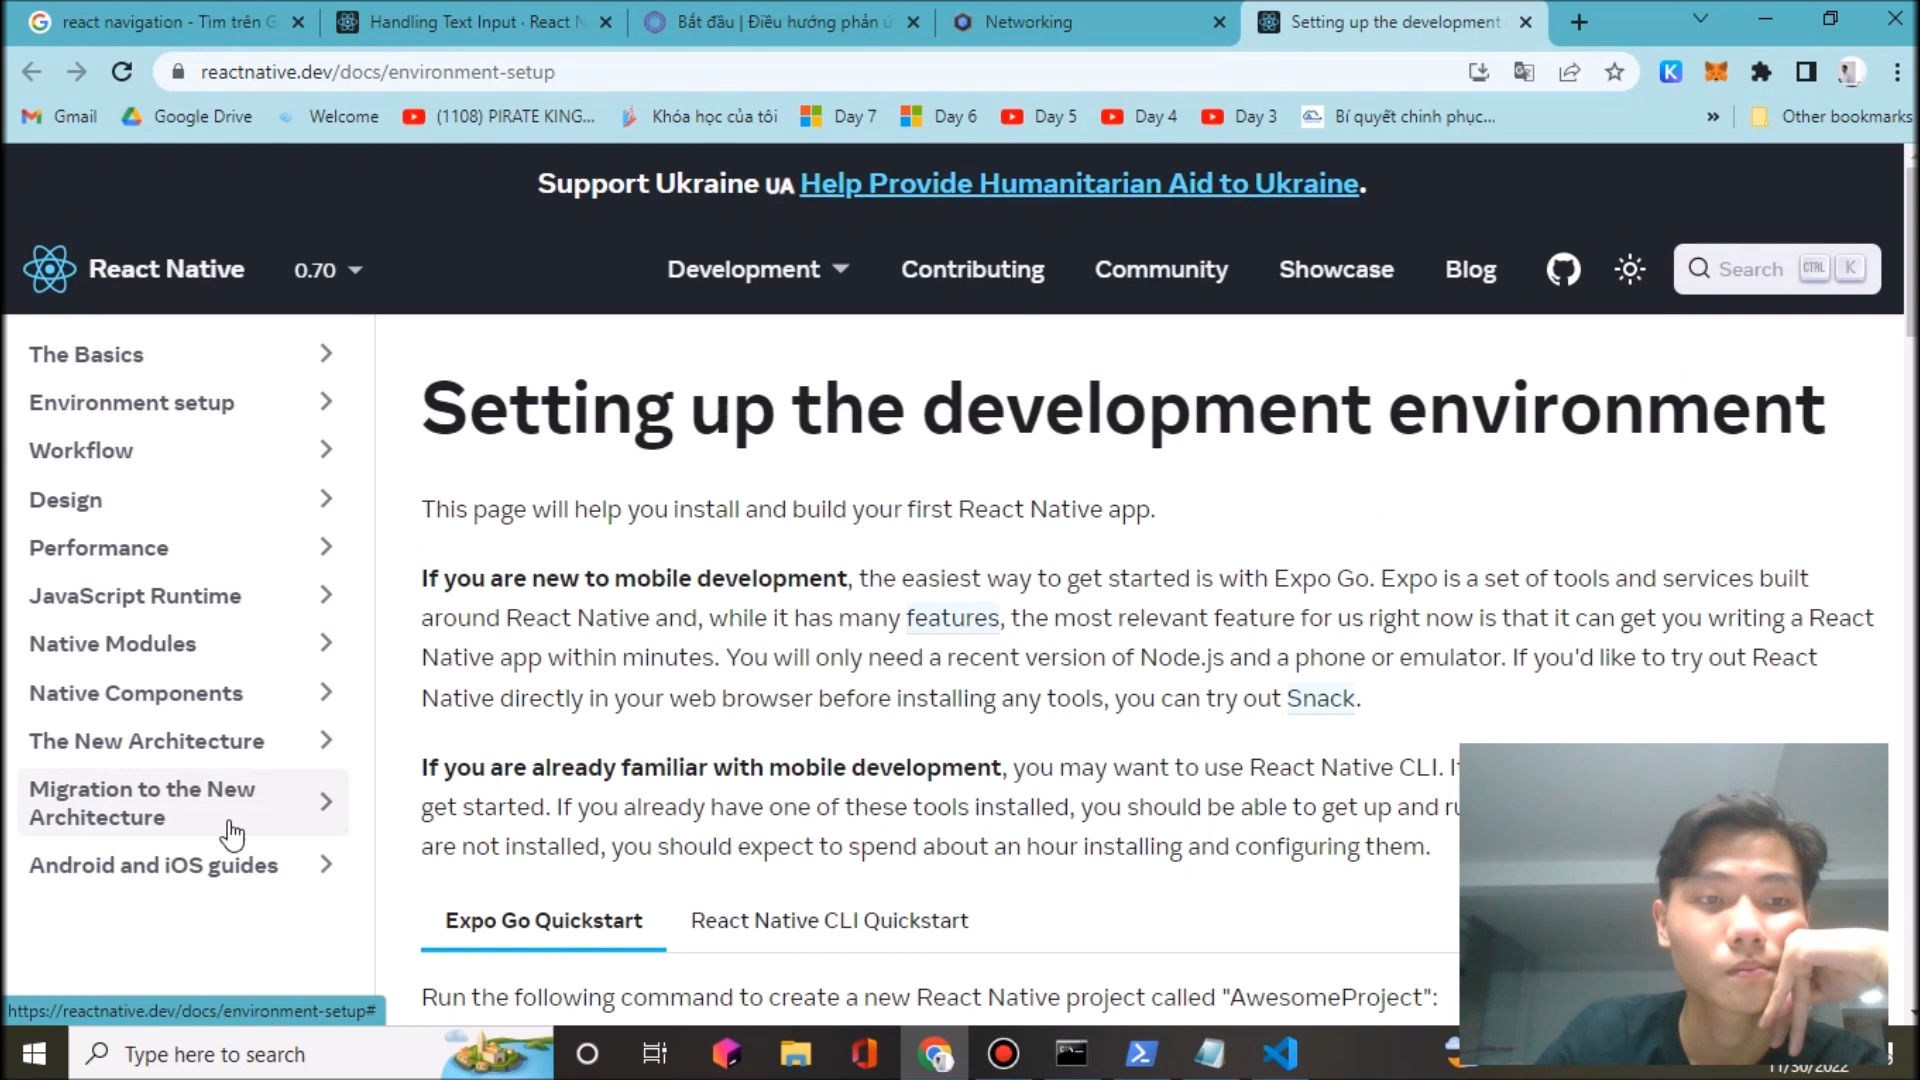 react navigation - Tìm trên G
Handling Text Input · React N
Bắt đầu | Điều hướng phản ứ
Networking
Setting up the development
reactnative.dev/docs/environment-setup
Gmail
Google Drive
Welcome
(1108) PIRATE KING...
Khóa học của tôi
Day 7
Day 6
Day 5
Day 4
Day 3
Bí quyết chinh phục...
»
Other bookmarks
Support Ukraine UA Help Provide Humanitarian Aid to Ukraine.
React Native
0.70
Development
Contributing
Community
Showcase
Blog
Search CTRL K
The Basics
Environment setup
Workflow
Design
Performance
JavaScript Runtime
Native Modules
Native Components
The New Architecture
Migration to the New
Architecture
Android and iOS guides
Setting up the development environment
This page will help you install and build your first React Native app.
If you are new to mobile development, the easiest way to get started is with Expo Go. Expo is a set of tools and services built
around React Native and, while it has many features, the most relevant feature for us right now is that it can get you writing a React
Native app within minutes. You will only need a recent version of Node.js and a phone or emulator. If you'd like to try out React
Native directly in your web browser before installing any tools, you can try out Snack.
If you are already familiar with mobile development, you may want to use React Native CLI. I
get started. If you already have one of these tools installed, you should be able to get up and ru
are not installed, you should expect to spend about an hour installing and configuring them.
Expo Go Quickstart
React Native CLI Quickstart
Run the following command to create a new React Native project called "AwesomeProject":
https://reactnative.dev/docs/environment-setup#
Type here to search
11/30/2022